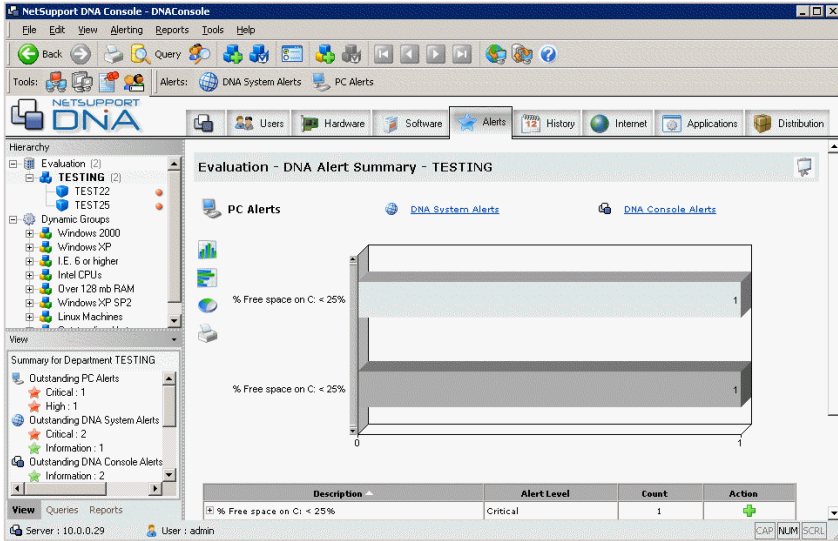 NetSupport DNA Console - DNAConsole
File Edit View Alerting Reports Tools Help
Back Query
Tools: Alerts: DNA System Alerts PC Alerts
NETSUPPORT
DNA
Users Hardware Software Alerts 12 History Internet Applications Distribution
Hierarchy
Evaluation (2)
TESTING (2)
TEST22
TEST25
Dynamic Groups
Windows 2000
Windows XP
I.E. 6 or higher
Intel CPUs
Over 128 mb RAM
Windows XP SP2
Linux Machines
View
Summary for Department TESTING
Outstanding PC Alerts
Critical : 1
High : 1
Outstanding DNA System Alerts
Critical : 2
Information : 1
Outstanding DNA Console Alerts
Information : 2
View Queries Reports
Evaluation - DNA Alert Summary - TESTING
PC Alerts DNA System Alerts DNA Console Alerts
% Free space on C: < 25% 1
% Free space on C: < 25% 1
0 1
Description Alert Level Count Action
% Free space on C: < 25% Critical 1
Server : 10.0.0.29 User : admin CAP NUM SCRL